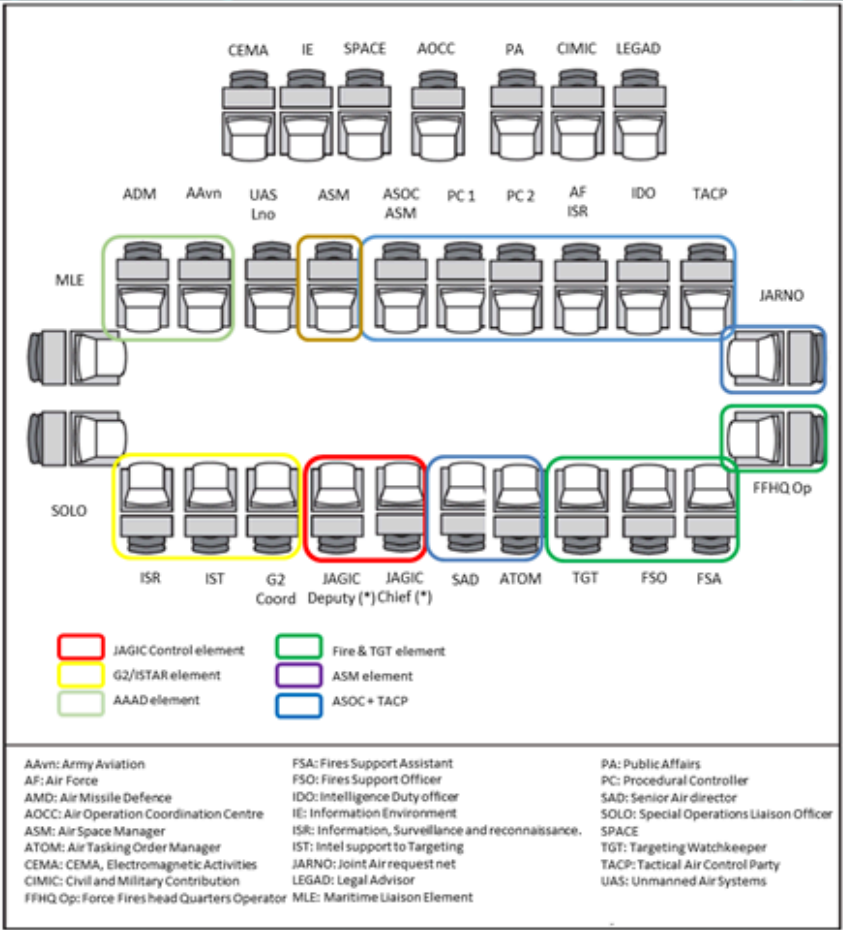 CEMA IE SPACE AOCC PA CIMIC LEGAD
ADM AAvn UAS Lno ASM ASOC ASM PC 1 PC 2 AF ISR IDO TACP
MLE
JARNO
SOLO
FFHQ Op
ISR IST G2 Coord JAGIC Deputy (*) JAGIC Chief (*) SAD ATOM TGT FSO FSA
JAGIC Control element
G2/ISTAR element
AAAD element
Fire & TGT element
ASM element
ASOC + TACP
AAvn: Army Aviation
AF: Air Force
AMD: Air Missile Defence
AOCC: Air Operation Coordination Centre
ASM: Air Space Manager
ATOM: Air Tasking Order Manager
CEMA: CEMA, Electromagnetic Activities
CIMIC: Civil and Military Contribution
FFHQ Op: Force Fires head Quarters Operator
FSA: Fires Support Assistant
FSO: Fires Support Officer
IDO: Intelligence Duty officer
IE: Information Environment
ISR: Information, Surveillance and reconnaissance.
IST: Intel support to Targeting
JARNO: Joint Air request net
LEGAD: Legal Advisor
MLE: Maritime Liaison Element
PA: Public Affairs
PC: Procedural Controller
SAD: Senior Air director
SOLO: Special Operations Liaison Officer
SPACE
TGT: Targeting Watchkeeper
TACP: Tactical Air Control Party
UAS: Unmanned Air Systems